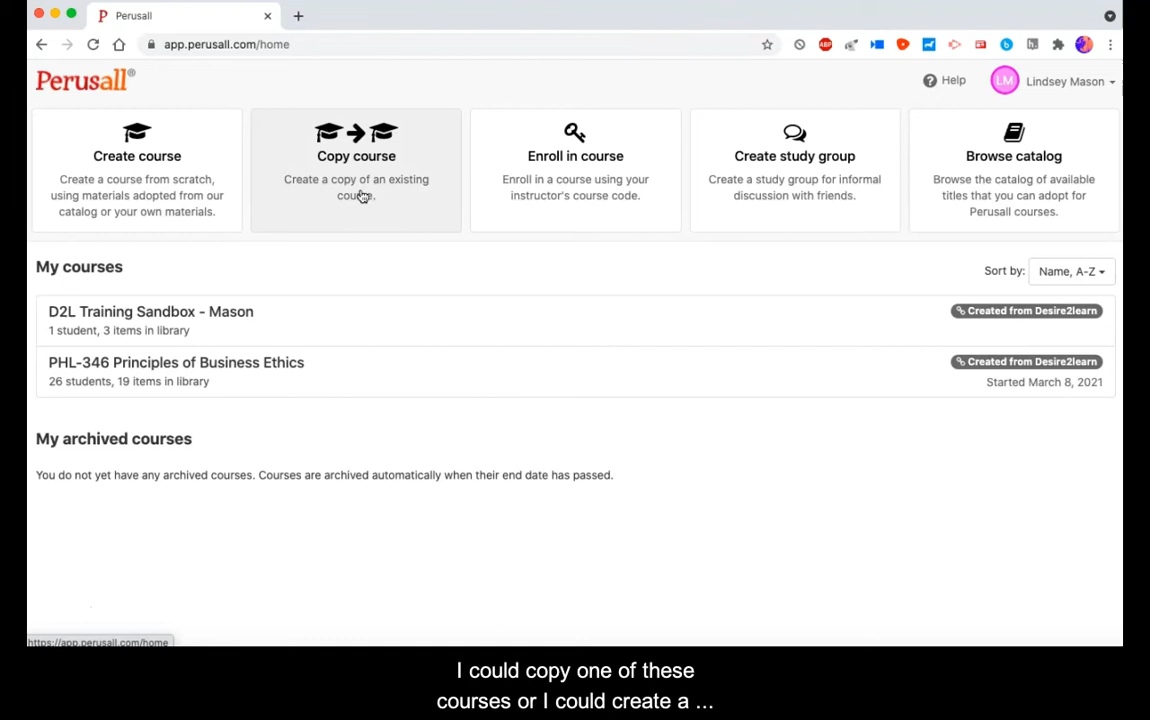 Perusall
app.perusall.com/home
ABP
Perusall®
Help
LM
Lindsey Mason
Create course
Create a course from scratch,
using materials adopted from our
catalog or your own materials.
Copy course
Create a copy of an existing
course.
Enroll in course
Enroll in a course using your
instructor's course code.
Create study group
Create a study group for informal
discussion with friends.
Browse catalog
Browse the catalog of available
titles that you can adopt for
Perusall courses.
My courses
Sort by: Name, A-Z
D2L Training Sandbox - Mason
Created from Desire2learn
1 student, 3 items in library
PHL-346 Principles of Business Ethics
Created from Desire2learn
26 students, 19 items in library
Started March 8, 2021
My archived courses
You do not yet have any archived courses. Courses are archived automatically when their end date has passed.
https://app.perusall.com/home
I could copy one of these
courses or I could create a ...